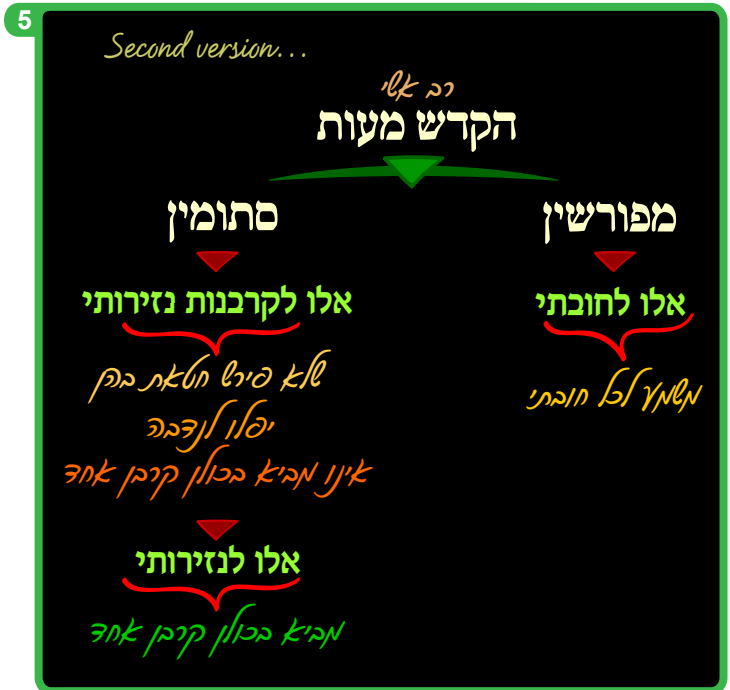 5
Second version...
רב אשי
הקדש מעות
מפורשין
סתומין
אלו לחובתי
אלו לקרבנות נזירותי
משמע לכל חובתי
שלא פירש חטאת בהן
יפלו לנדבה
אינו מביא בכולן קרבן אחד
אלו לנזירותי
מביא בכולן קרבן אחד